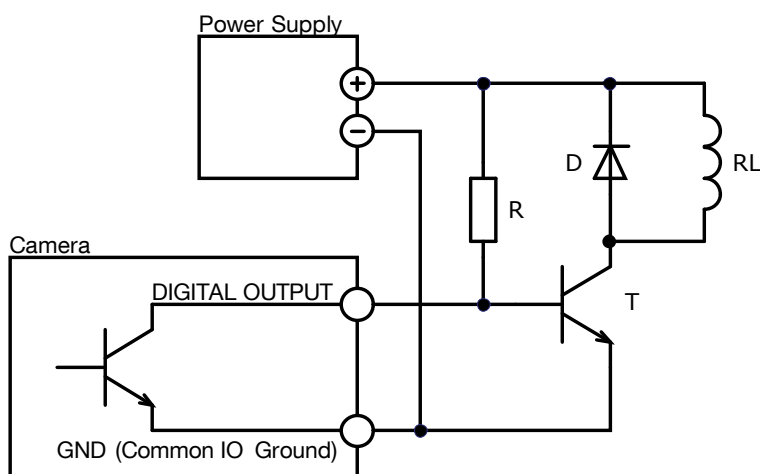 Power Supply
+
−
D
RL
R
Camera
DIGITAL OUTPUT
T
GND (Common IO Ground)